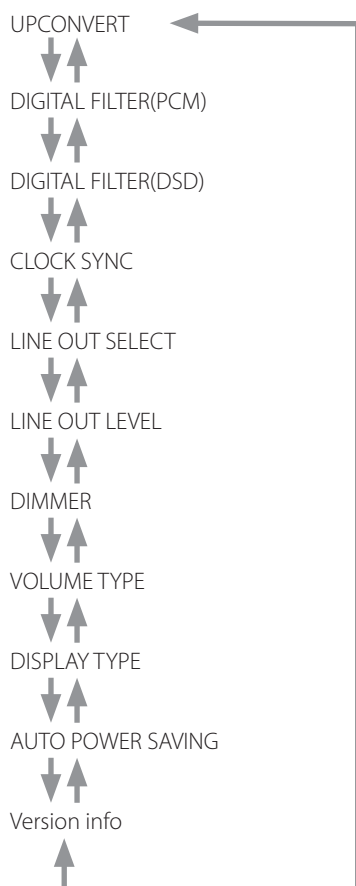 UPCONVERT
DIGITAL FILTER(PCM)
DIGITAL FILTER(DSD)
CLOCK SYNC
LINE OUT SELECT
LINE OUT LEVEL
DIMMER
VOLUME TYPE
DISPLAY TYPE
AUTO POWER SAVING
Version info